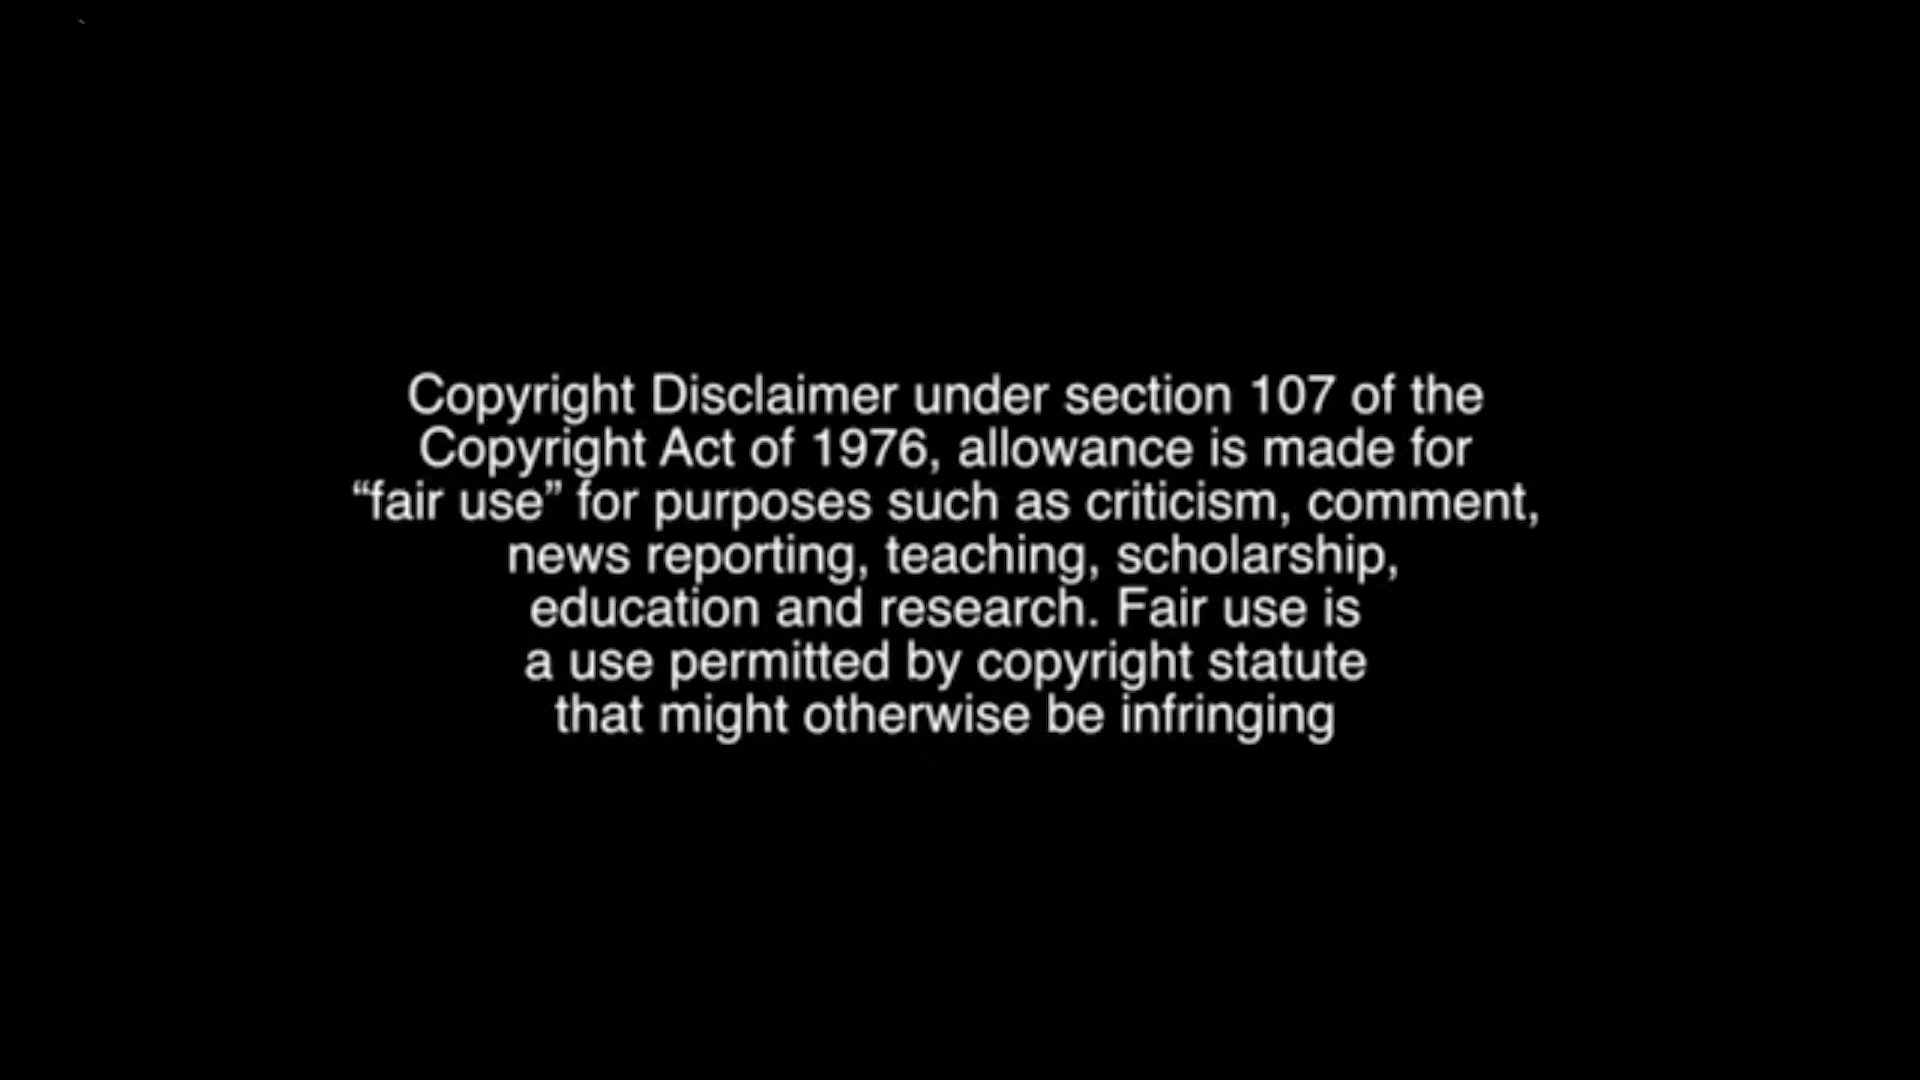 Copyright Disclaimer under section 107 of the
Copyright Act of 1976, allowance is made for
“fair use” for purposes such as criticism, comment,
news reporting, teaching, scholarship,
education and research. Fair use is
a use permitted by copyright statute
that might otherwise be infringing